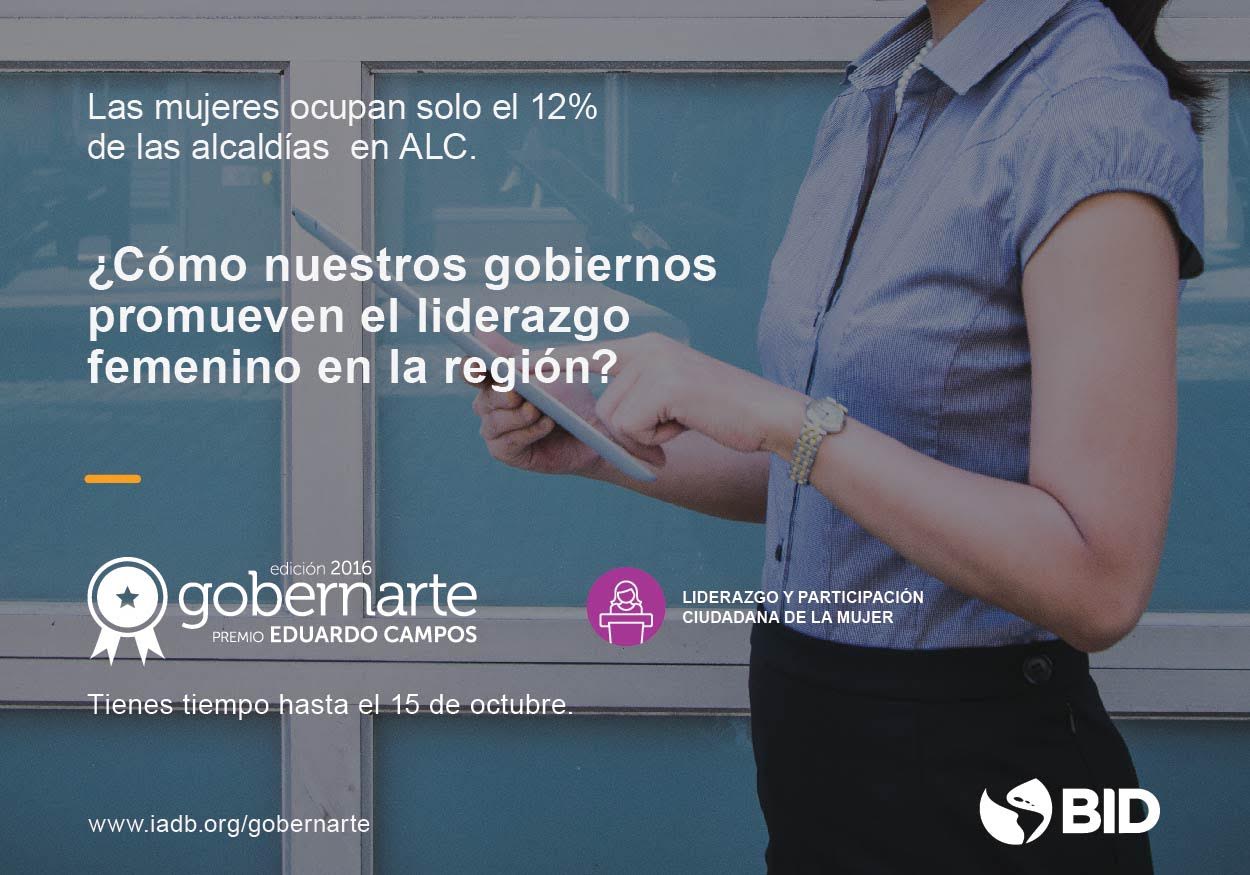 Las mujeres ocupan solo el 12%
de las alcaldías en ALC.
¿Cómo nuestros gobiernos
promueven el liderazgo
femenino en la región?
edición 2016
gobernarte
PREMIO EDUARDO CAMPOS
LIDERAZGO Y PARTICIPACIÓN
CIUDADANA DE LA MUJER
Tienes tiempo hasta el 15 de octubre.
www.iadb.org/gobernarte
BID